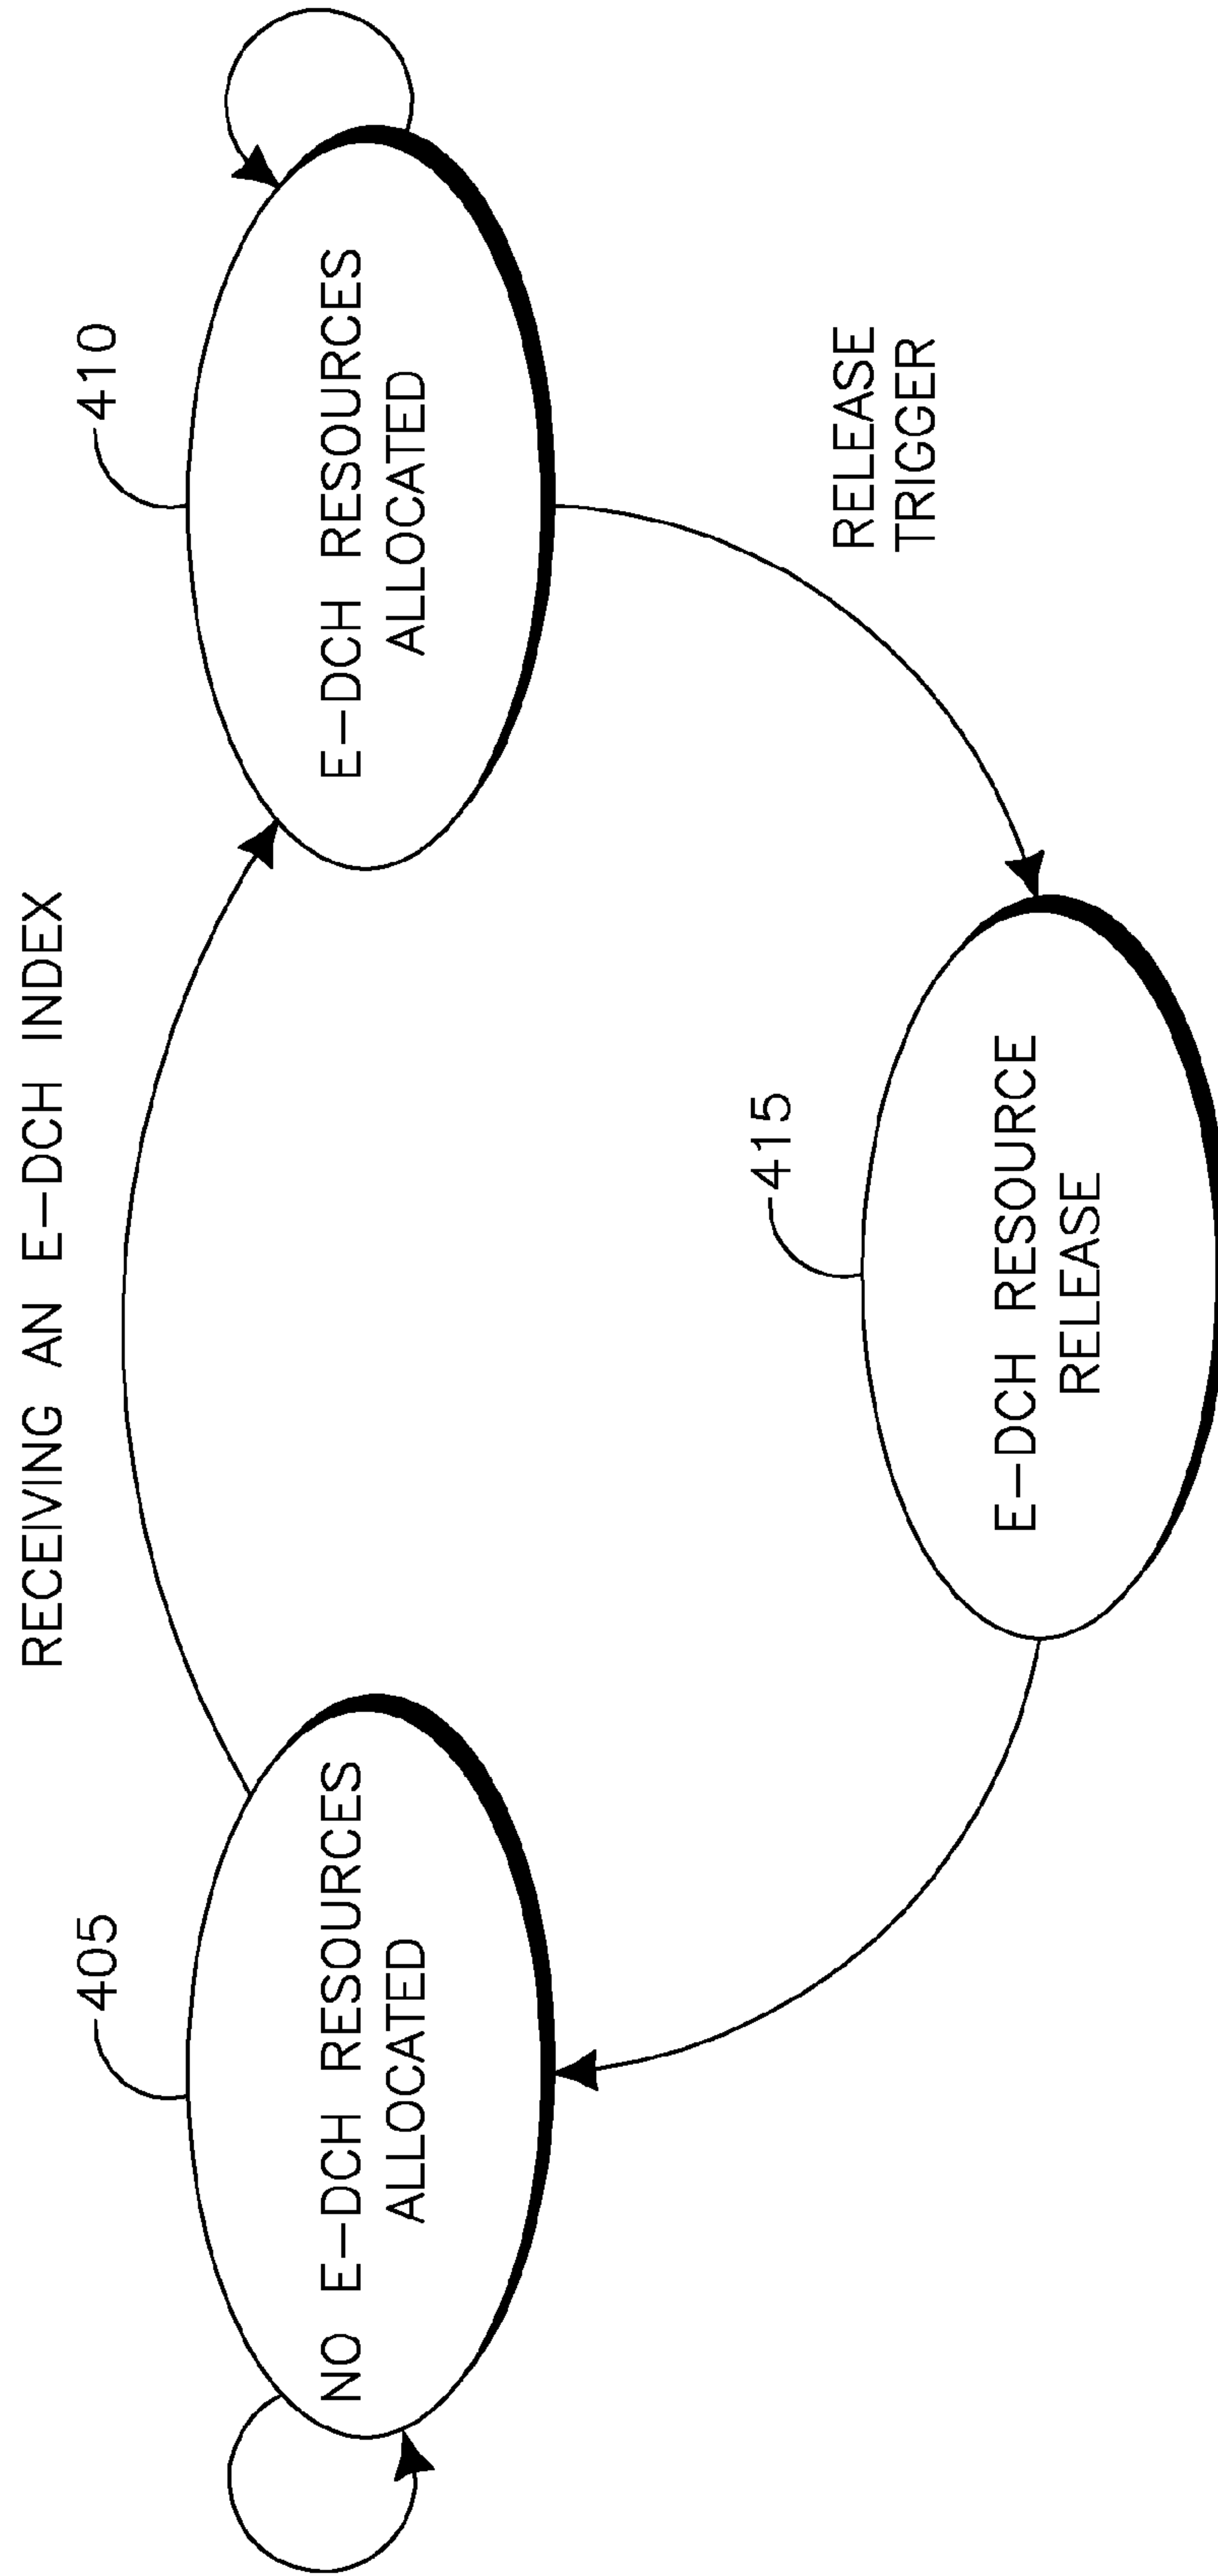 RECEIVING AN E-DCH INDEX
405
NO E-DCH RESOURCES
ALLOCATED
410
E-DCH RESOURCES
ALLOCATED
415
E-DCH RESOURCE
RELEASE
RELEASE
TRIGGER